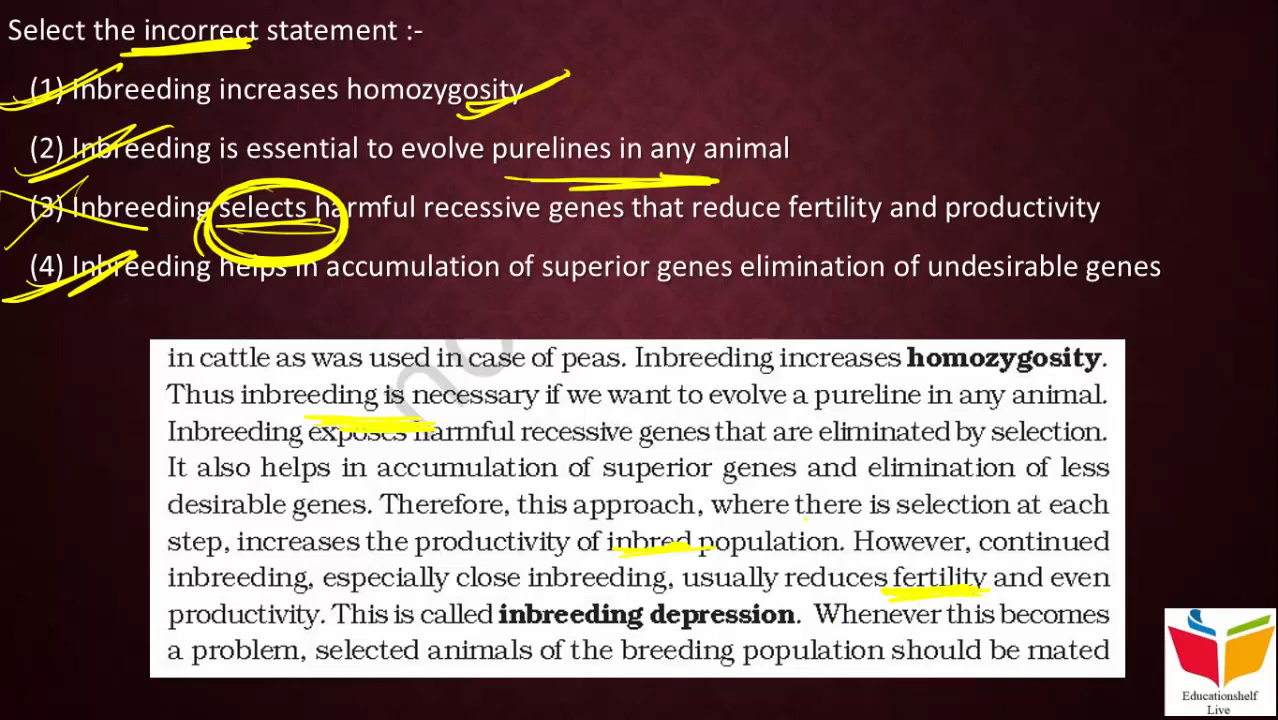 Select the incorrect statement :-
(1) Inbreeding increases homozygosity
(2) Inbreeding is essential to evolve purelines in any animal
(3) Inbreeding selects harmful recessive genes that reduce fertility and productivity
(4) Inbreeding helps in accumulation of superior genes elimination of undesirable genes
in cattle as was used in case of peas. Inbreeding increases homozygosity.
Thus inbreeding is necessary if we want to evolve a pureline in any animal.
Inbreeding exposes harmful recessive genes that are eliminated by selection.
It also helps in accumulation of superior genes and elimination of less
desirable genes. Therefore, this approach, where there is selection at each
step, increases the productivity of inbred population. However, continued
inbreeding, especially close inbreeding, usually reduces fertility and even
productivity. This is called inbreeding depression. Whenever this becomes
a problem, selected animals of the breeding population should be mated
Educationshelf
Live